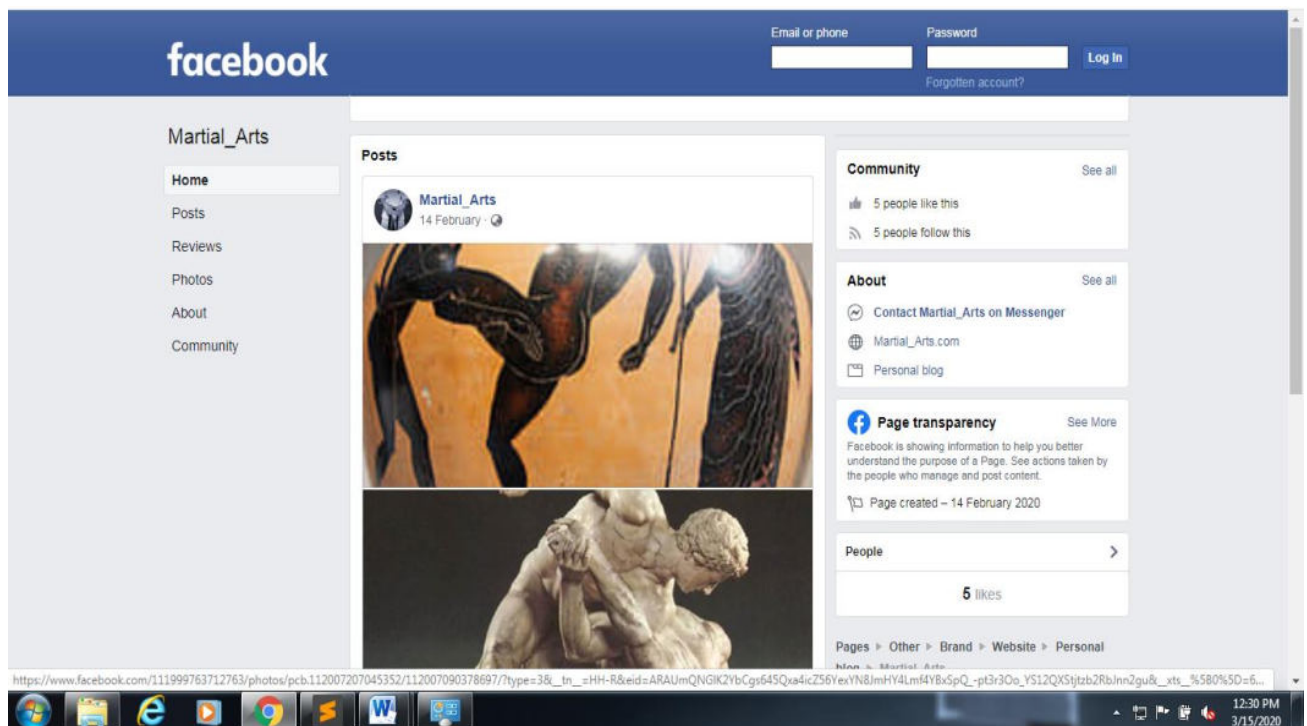 facebook
Email or phone
Password
Log In
Forgotten account?
Martial_Arts
Home
Posts
Reviews
Photos
About
Community
Posts
Martial_Arts
14 February
Community
See all
5 people like this
5 people follow this
About
See all
Contact Martial_Arts on Messenger
Martial_Arts.com
Personal blog
Page transparency
See More
Facebook is showing information to help you better
understand the purpose of a Page. See actions taken by
the people who manage and post content.
Page created – 14 February 2020
People
5 likes
Pages
Other
Brand
Website
Personal
blog
Martial_Arts
12:30 PM
3/15/2020